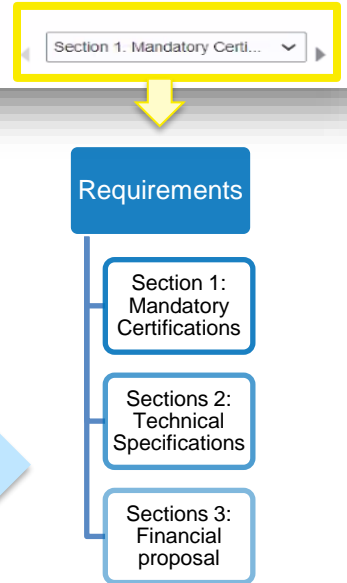 Section 1. Mandatory Certi...
Requirements
Section 1:
Mandatory
Certifications
Sections 2:
Technical
Specifications
Sections 3:
Financial
proposal